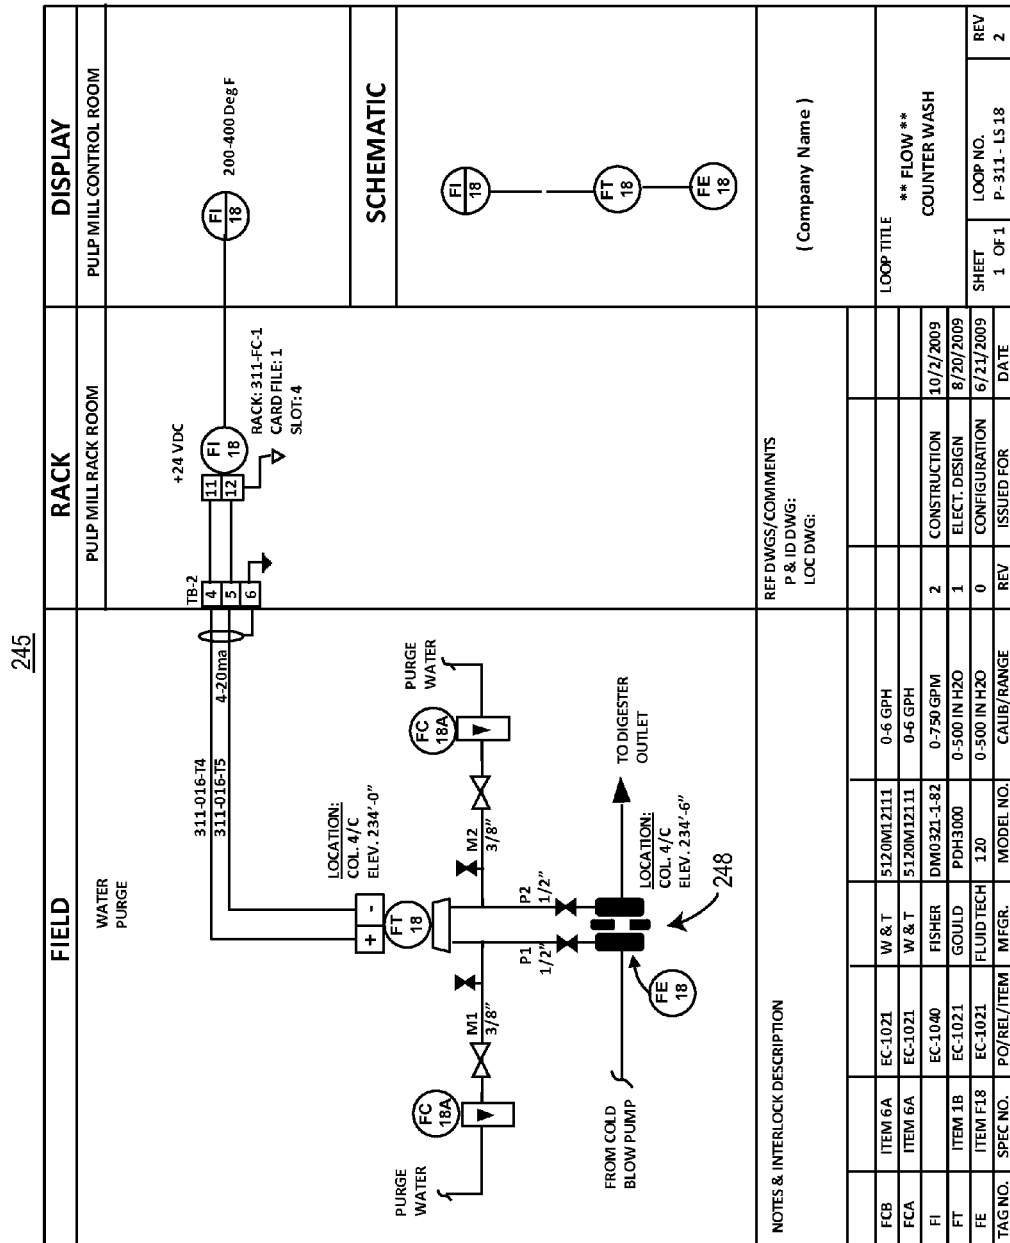 245
FIELD
RACK
DISPLAY
PULP MILL RACK ROOM
PULP MILL CONTROL ROOM
WATER
PURGE
311-016-T4
311-016-T5
4-20ma
TB-2
4
5
6
+24 VDC
11
12
FI
18
RACK: 311-FC-1
CARD FILE: 1
SLOT: 4
FI
18
200-400 Deg F
LOCATION:
COL. 4/C
ELEV. 234'-0"
+
-
FT
18
PURGE
WATER
FC
18A
M1
3/8"
M2
3/8"
FC
18A
PURGE
WATER
P1
1/2"
P2
1/2"
FROM COLD
BLOW PUMP
FE
18
TO DIGESTER
OUTLET
LOCATION:
COL. 4/C
ELEV. 234'-6"
248
SCHEMATIC
FI
18
FT
18
FE
18
NOTES & INTERLOCK DESCRIPTION
REF DWGS/COMMENTS
P & ID DWG:
LOC DWG:
( Company Name )
FCB ITEM 6A EC-1021 W & T 5120M12111 0-6 GPH
FCA ITEM 6A EC-1021 W & T 5120M12111 0-6 GPH
FI EC-1040 FISHER DM0321-1-82 0-750 GPM 2 CONSTRUCTION 10/2/2009
FT ITEM 1B EC-1021 GOULD PDH3000 0-500 IN H2O 1 ELECT. DESIGN 8/20/2009
FE ITEM F18 EC-1021 FLUID TECH 120 0-500 IN H2O 0 CONFIGURATION 6/21/2009
TAG NO. SPEC NO. PO/REL/ITEM MFGR. MODEL NO. CALIB/RANGE REV ISSUED FOR DATE
LOOP TITLE
** FLOW **
COUNTER WASH
SHEET
1 OF 1
LOOP NO.
P-311 - LS 18
REV
2